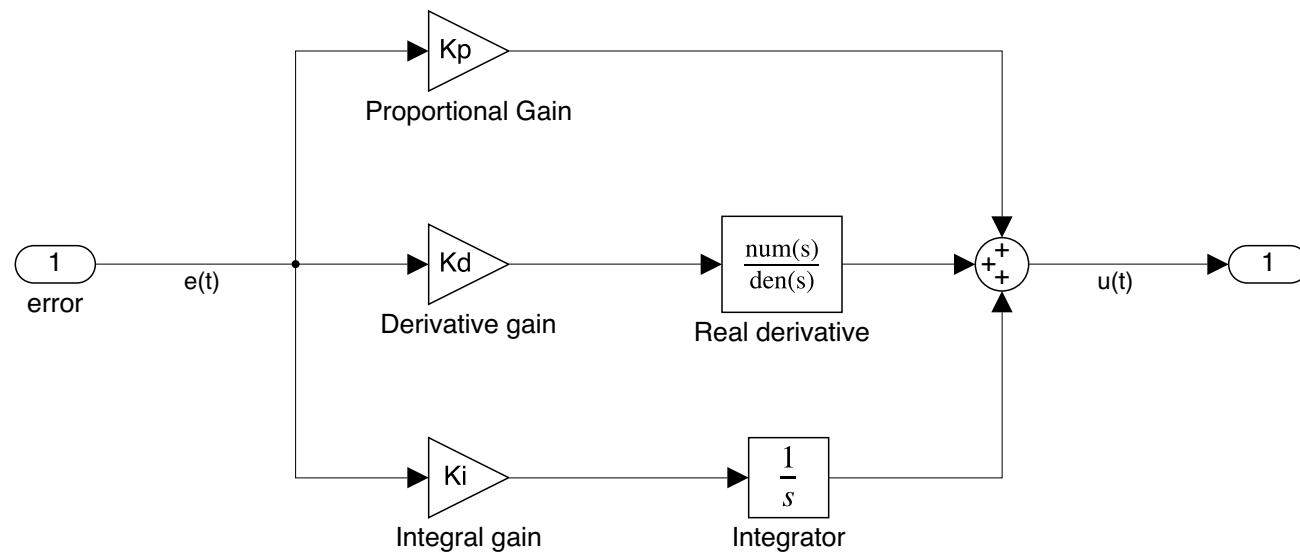 Kp
Proportional Gain
1
error
e(t)
Kd
Derivative gain
num(s)
den(s)
Real derivative
+
+
+
u(t)
1
Ki
Integral gain
1
s
Integrator